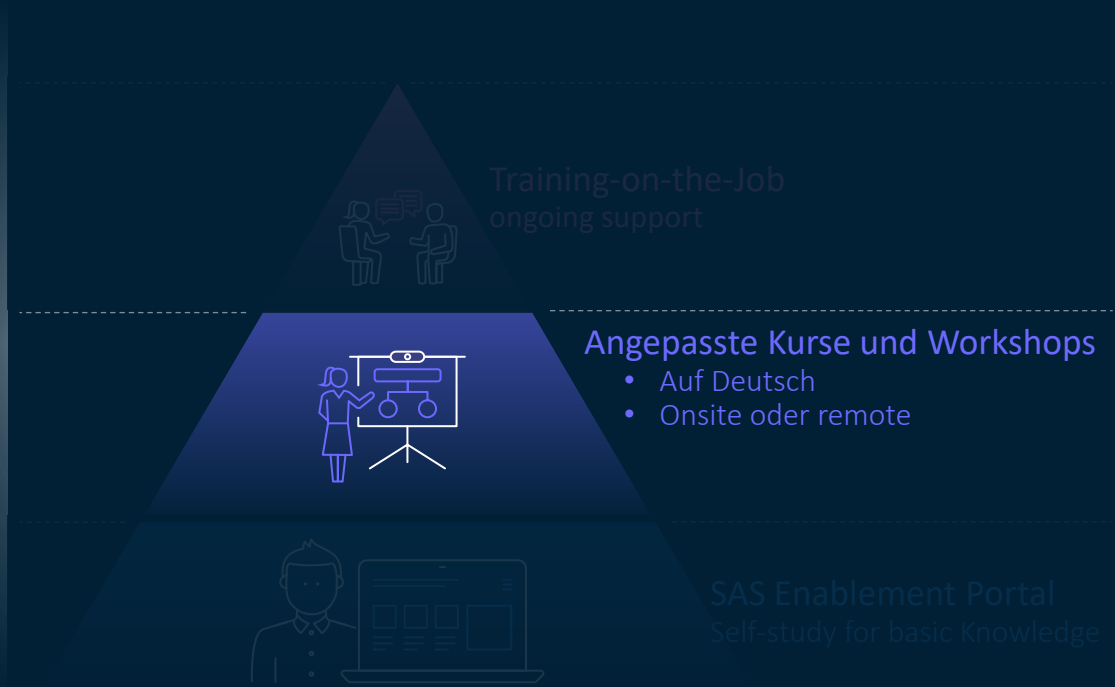 Training-on-the-Job
ongoing support
Angepasste Kurse und Workshops
• Auf Deutsch
• Onsite oder remote
SAS Enablement Portal
Self-study for basic Knowledge